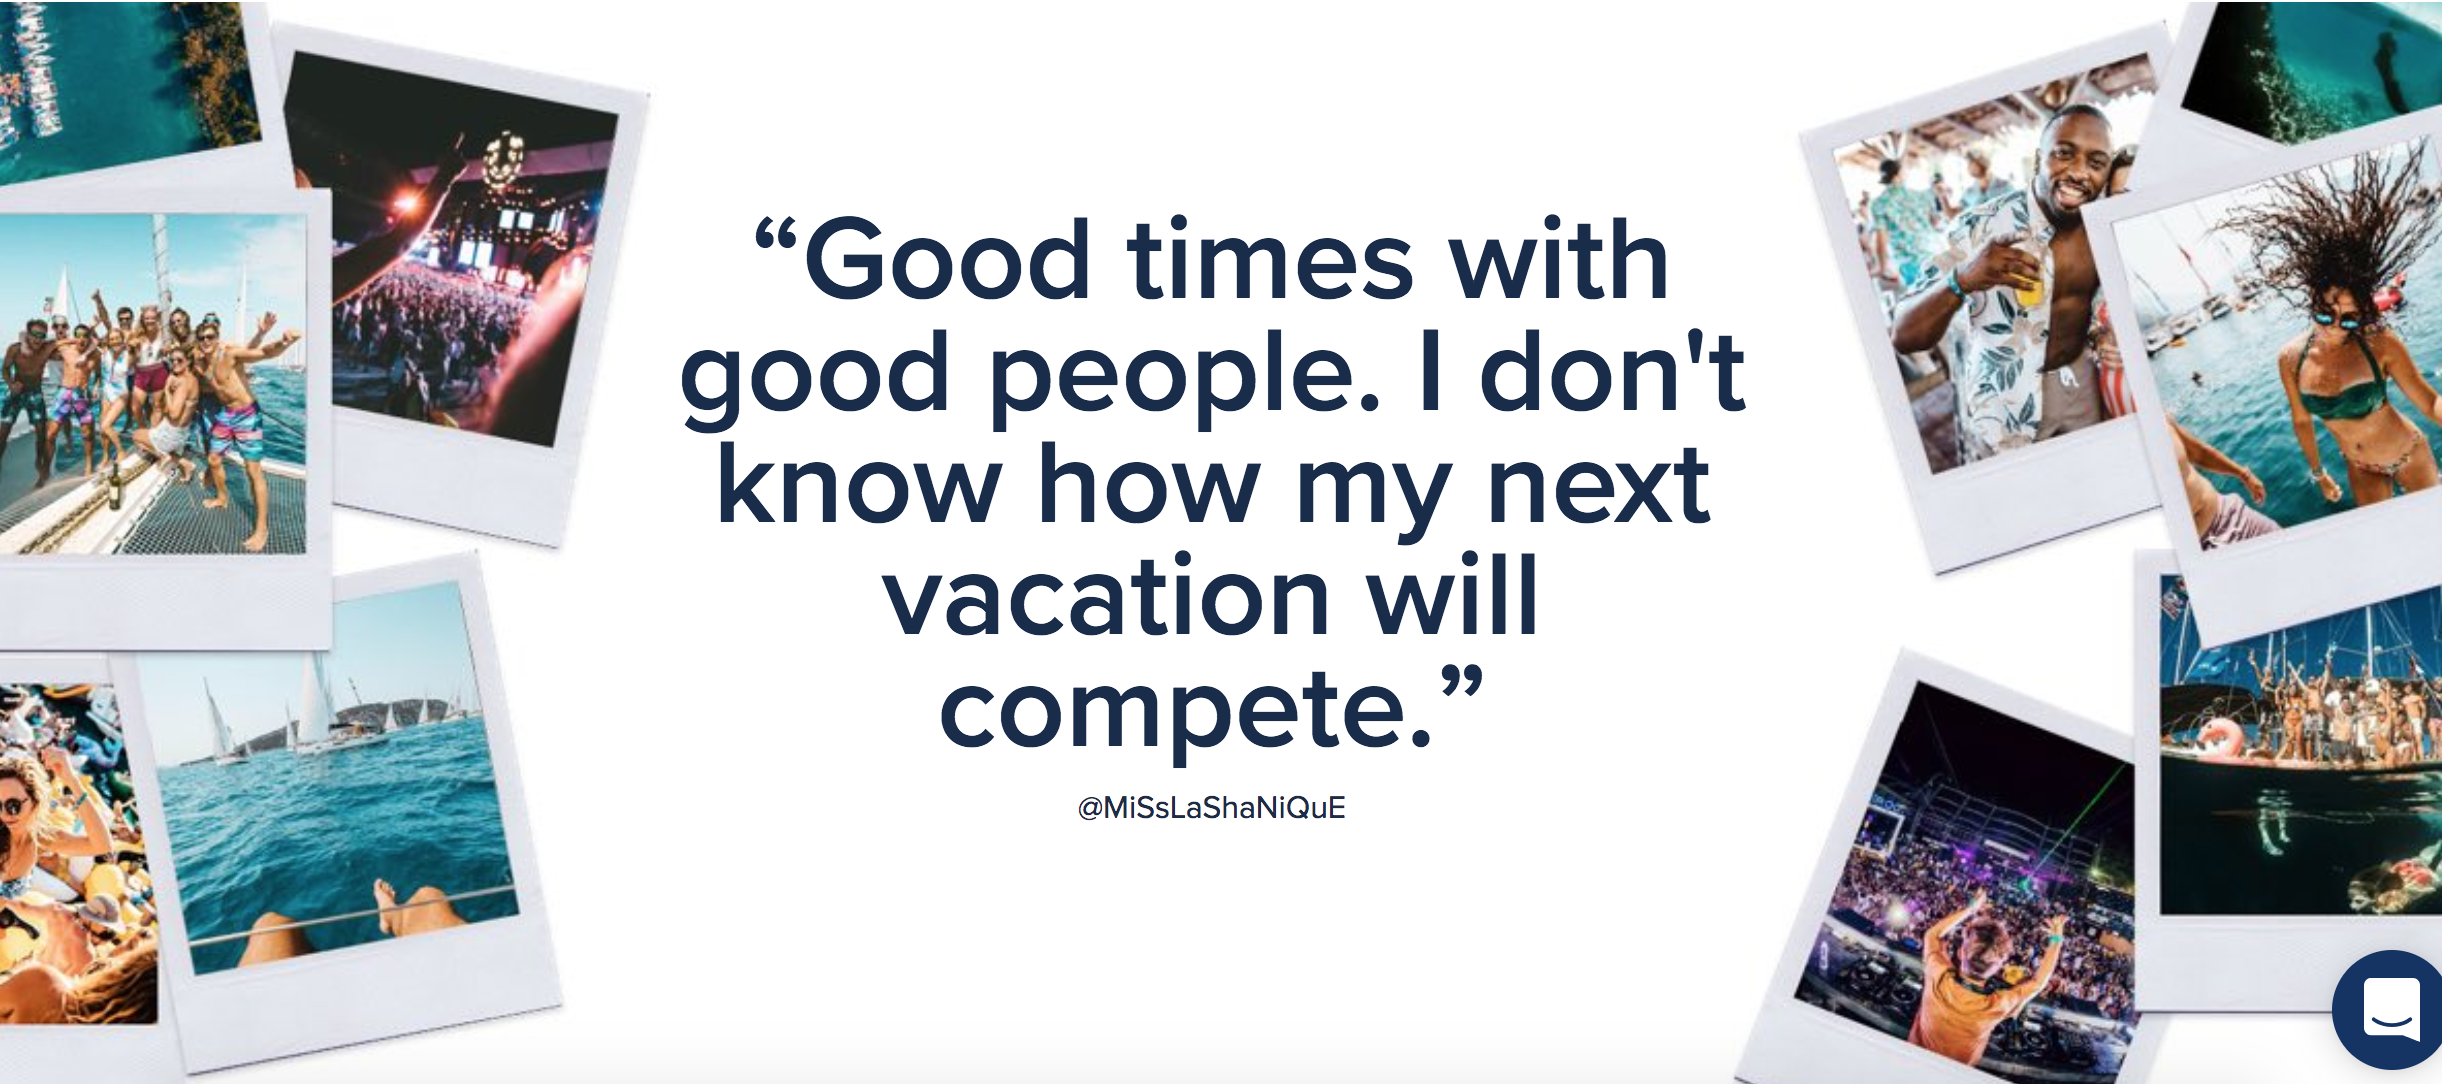 “Good times with
good people. I don't
know how my next
vacation will
compete.”
@MiSsLaShaNiQuE